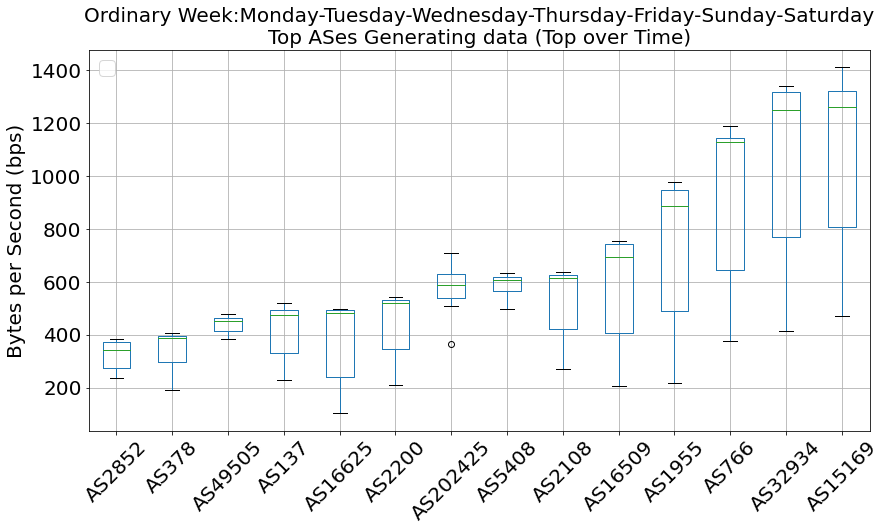 Ordinary Week:Monday-Tuesday-Wednesday-Thursday-Friday-Sunday-Saturday
Top ASes Generating data (Top over Time)
Bytes per Second (bps)
1400
1200
1000
800
600
400
200
AS2852
AS378
AS49505
AS137
AS16625
AS2200
AS202425
AS5408
AS2108
AS16509
AS1955
AS766
AS32934
AS15169